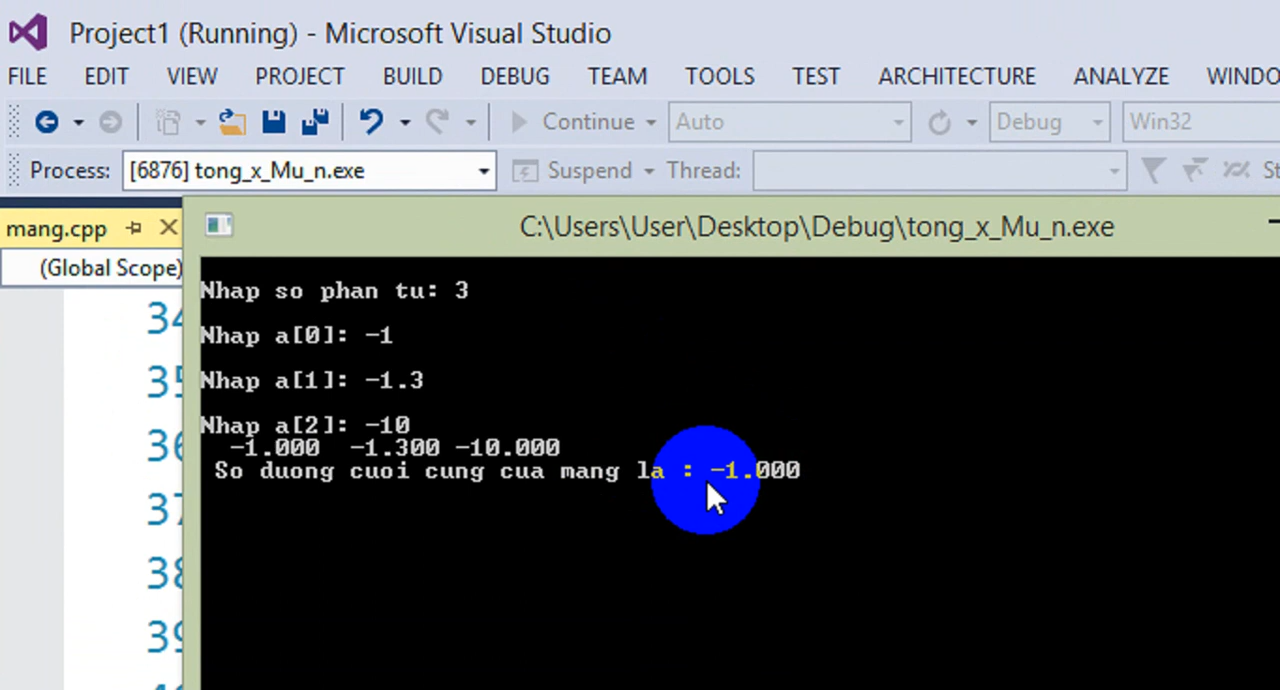 Project1 (Running) - Microsoft Visual Studio
FILE EDIT VIEW PROJECT BUILD DEBUG TEAM TOOLS TEST ARCHITECTURE ANALYZE WINDO
Continue Auto Debug Win32
Process: [6876] tong_x_Mu_n.exe Suspend Thread: St
mang.cpp
C:\Users\User\Desktop\Debug\tong_x_Mu_n.exe
(Global Scope)
Nhap so phan tu: 3
34
Nhap a[0]: -1
35
Nhap a[1]: -1.3
Nhap a[2]: -10
36
-1.000 -1.300 -10.000
So duong cuoi cung cua mang la : -1.000
37
38
39